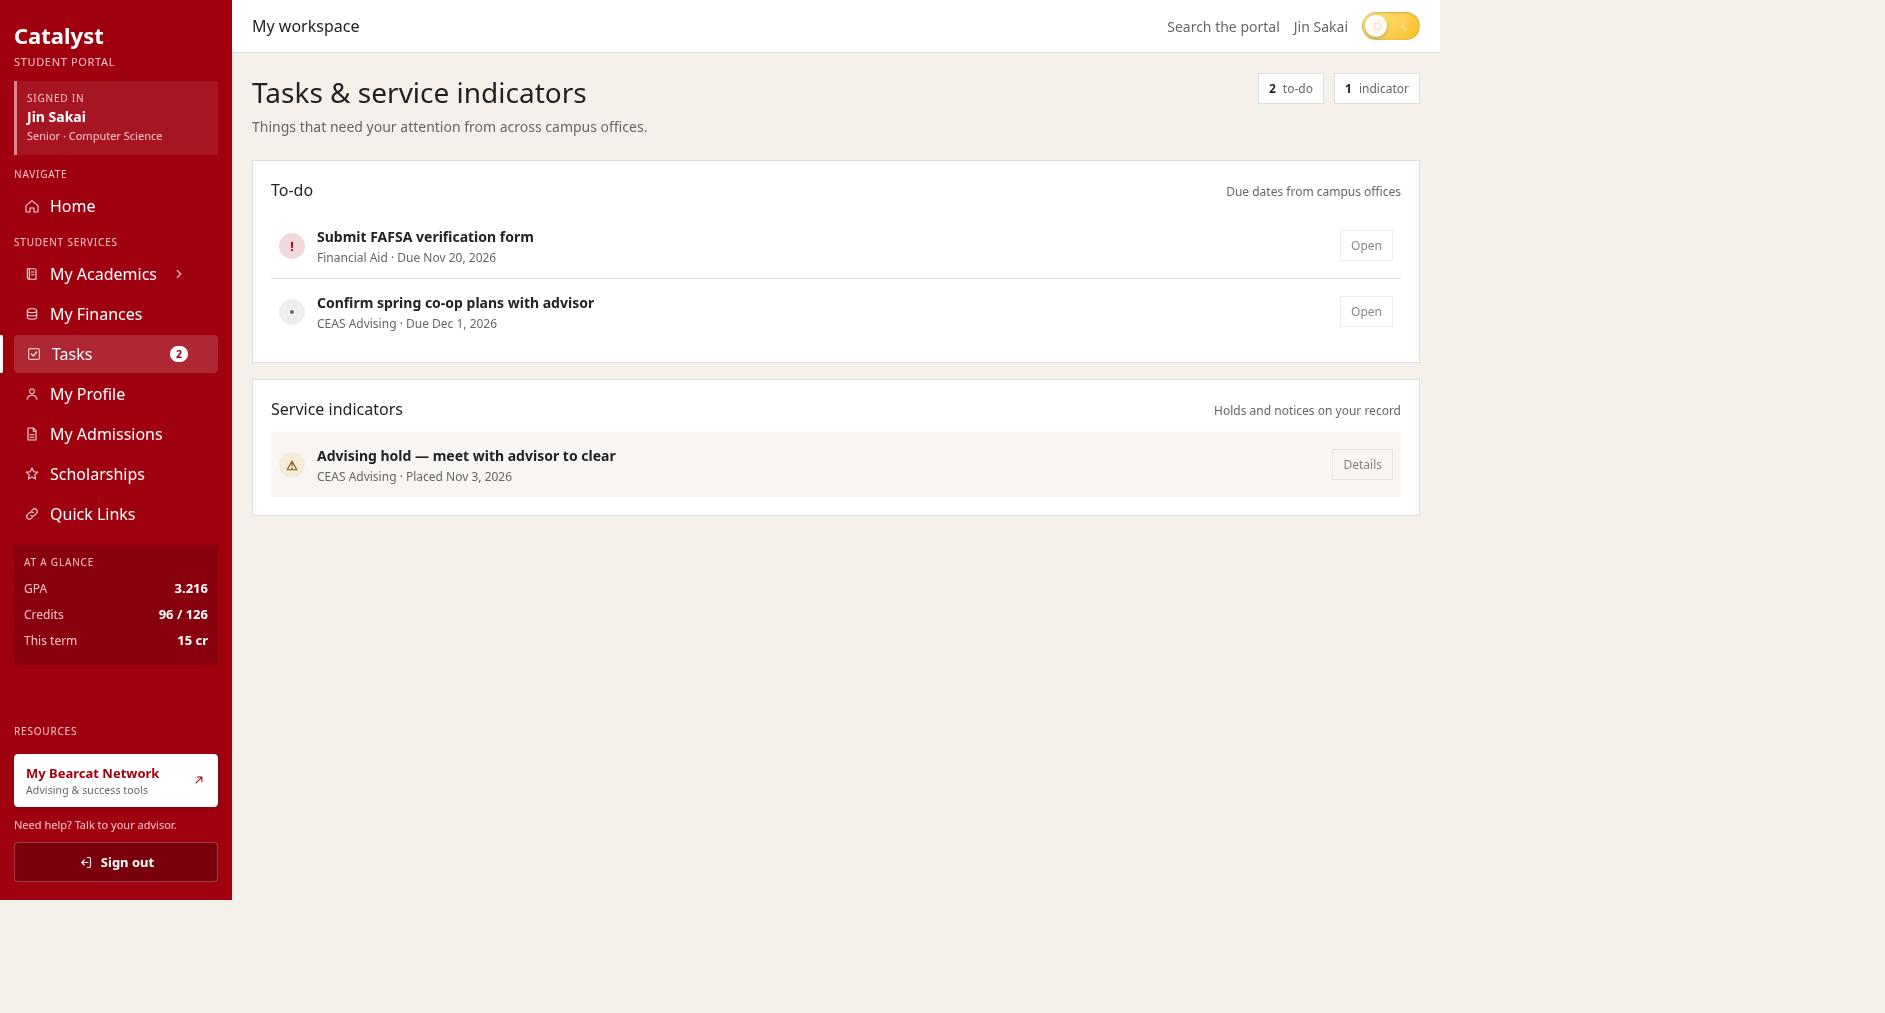 Catalyst
STUDENT PORTAL
SIGNED IN
Jin Sakai
Senior · Computer Science
NAVIGATE
Home
STUDENT SERVICES
My Academics
My Finances
Tasks 2
My Profile
My Admissions
Scholarships
Quick Links
AT A GLANCE
GPA 3.216
Credits 96 / 126
This term 15 cr
RESOURCES
My Bearcat Network
Advising & success tools
Need help? Talk to your advisor.
Sign out
My workspace
Search the portal Jin Sakai
Tasks & service indicators
2 to-do 1 indicator
Things that need your attention from across campus offices.
To-do
Due dates from campus offices
! Submit FAFSA verification form
Financial Aid · Due Nov 20, 2026
Open
Confirm spring co-op plans with advisor
CEAS Advising · Due Dec 1, 2026
Open
Service indicators
Holds and notices on your record
Advising hold — meet with advisor to clear
CEAS Advising · Placed Nov 3, 2026
Details